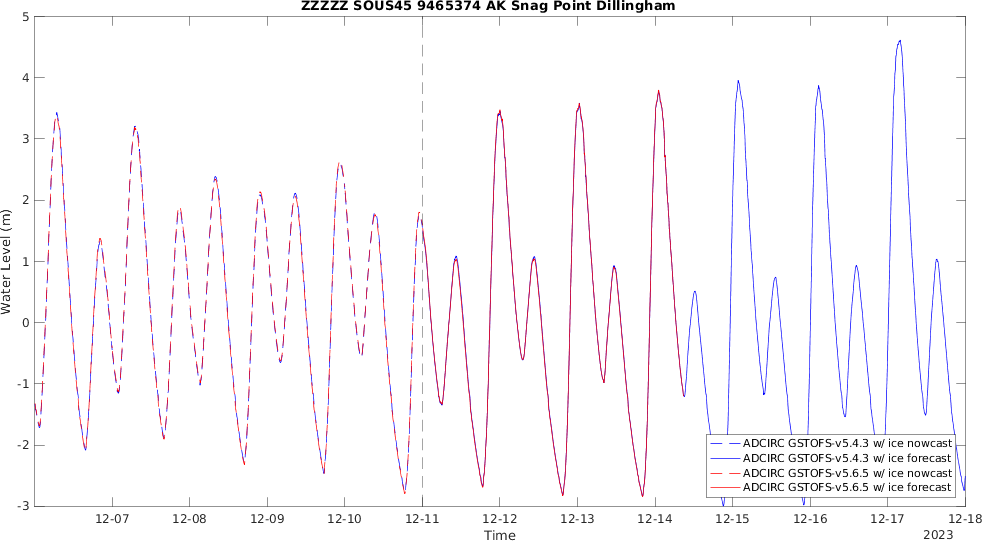 ZZZZZ SOUS45 9465374 AK Snag Point Dillingham
5
4
3
2
1
0
-1
-2
-3
Water Level (m)
12-07 12-08 12-09 12-10 12-11 12-12 12-13 12-14 12-15 12-16 12-17 12-18
Time
2023
ADCIRC GSTOFS-v5.4.3 w/ ice nowcast
ADCIRC GSTOFS-v5.4.3 w/ ice forecast
ADCIRC GSTOFS-v5.6.5 w/ ice nowcast
ADCIRC GSTOFS-v5.6.5 w/ ice forecast